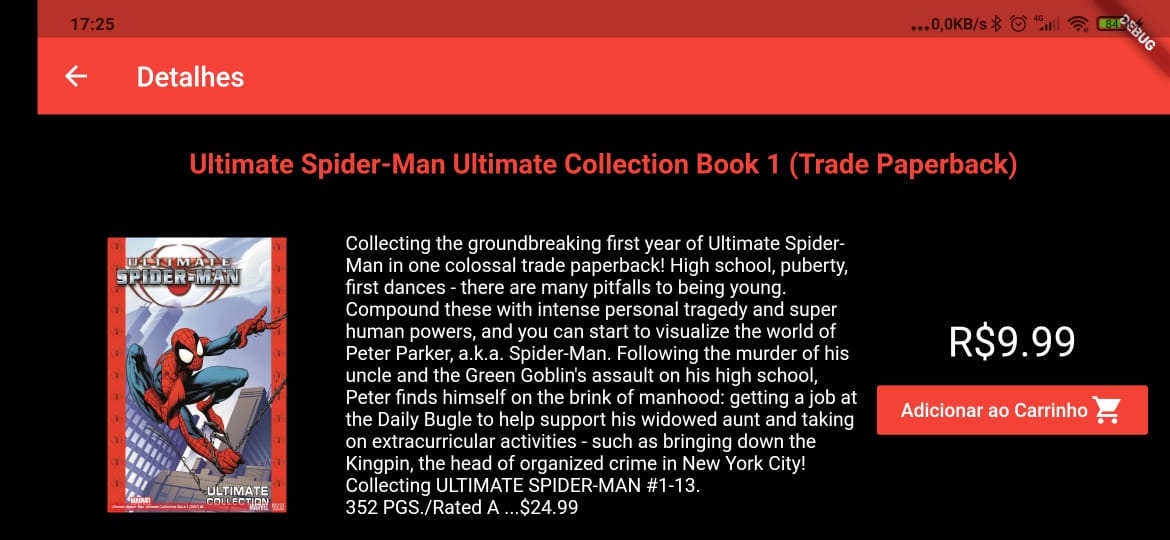 17:25
...0,0KB/s 4G 84
DEBUG
Detalhes
Ultimate Spider-Man Ultimate Collection Book 1 (Trade Paperback)
ULTIMATE
SPIDER-MAN
ULTIMATE
COLLECTION
MARVEL
Collecting the groundbreaking first year of Ultimate Spider-
Man in one colossal trade paperback! High school, puberty,
first dances - there are many pitfalls to being young.
Compound these with intense personal tragedy and super
human powers, and you can start to visualize the world of
Peter Parker, a.k.a. Spider-Man. Following the murder of his
uncle and the Green Goblin's assault on his high school,
Peter finds himself on the brink of manhood: getting a job at
the Daily Bugle to help support his widowed aunt and taking
on extracurricular activities - such as bringing down the
Kingpin, the head of organized crime in New York City!
Collecting ULTIMATE SPIDER-MAN #1-13.
352 PGS./Rated A ...$24.99
R$9.99
Adicionar ao Carrinho